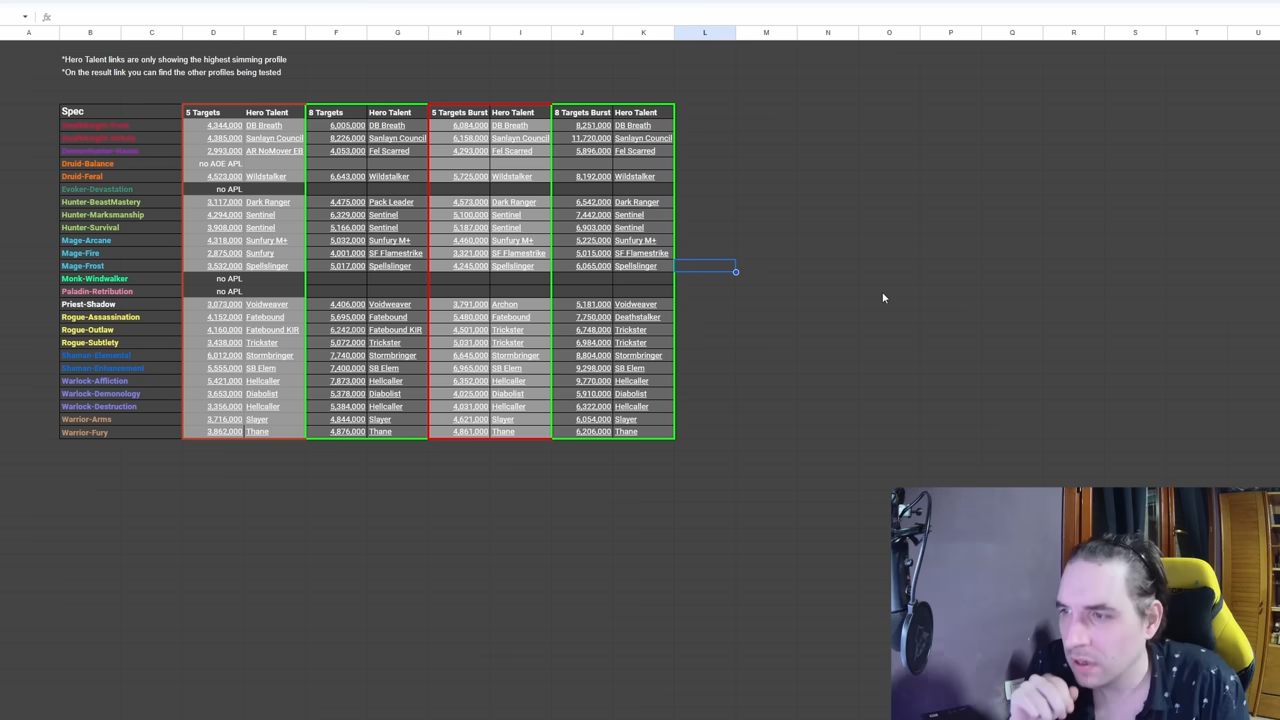 fx
A B C D E F G H I J K L M N O P Q R S T U
*Hero Talent links are only showing the highest simming profile
*On the result link you can find the other profiles being tested
Spec 5 Targets Hero Talent 8 Targets Hero Talent 5 Targets Burst Hero Talent 8 Targets Burst Hero Talent
4,344,000 DB Breath 6,025,000 DB Breath 6,084,000 DB Breath 8,251,000 DB Breath
4,385,000 Sanlayn Council 8,226,000 Sanlayn Council 6,158,000 Sanlayn Council 11,720,000 Sanlayn Council
2,993,000 AR NoMover EB 4,053,000 Fel Scarred 4,293,000 Fel Scarred 5,896,000 Fel Scarred
Druid-Balance no AOE APL
Druid-Feral 4,523,000 Wildstalker 6,643,000 Wildstalker 5,725,000 Wildstalker 8,192,000 Wildstalker
Evoker-Devastation no APL
Hunter-BeastMastery 3,117,000 Dark Ranger 4,475,000 Pack Leader 4,573,000 Dark Ranger 6,542,000 Dark Ranger
Hunter-Marksmanship 4,294,000 Sentinel 6,329,000 Sentinel 5,100,000 Sentinel 7,442,000 Sentinel
Hunter-Survival 3,908,000 Sentinel 5,166,000 Sentinel 5,187,000 Sentinel 6,903,000 Sentinel
Mage-Arcane 4,318,000 Sunfury M+ 5,032,000 Sunfury M+ 4,460,000 Sunfury M+ 5,225,000 Sunfury M+
Mage-Fire 2,875,000 Sunfury 4,001,000 SF Flamestrike 3,321,000 SF Flamestrike 5,015,000 SF Flamestrike
Mage-Frost 3,532,000 Spellslinger 5,017,000 Spellslinger 4,245,000 Spellslinger 6,065,000 Spellslinger
Monk-Windwalker no APL
Paladin-Retribution no APL
Priest-Shadow 3,073,000 Voidweaver 4,406,000 Voidweaver 3,791,000 Archon 5,181,000 Voidweaver
Rogue-Assassination 4,152,000 Fatebound 5,695,000 Fatebound 5,480,000 Fatebound 7,750,000 Deathstalker
Rogue-Outlaw 4,160,000 Fatebound KIR 6,242,000 Fatebound KIR 4,501,000 Trickster 6,748,000 Trickster
Rogue-Subtlety 3,438,000 Trickster 5,072,000 Trickster 5,031,000 Trickster 6,984,000 Trickster
Shaman-Elemental 6,012,000 Stormbringer 7,740,000 Stormbringer 6,645,000 Stormbringer 8,804,000 Stormbringer
Shaman-Enhancement 5,555,000 SB Elem 7,400,000 SB Elem 6,965,000 SB Elem 9,298,000 SB Elem
Warlock-Affliction 5,421,000 Hellcaller 7,873,000 Hellcaller 6,352,000 Hellcaller 9,770,000 Hellcaller
Warlock-Demonology 3,653,000 Diabolist 5,378,000 Diabolist 4,025,000 Diabolist 5,910,000 Diabolist
Warlock-Destruction 3,356,000 Hellcaller 5,384,000 Hellcaller 4,031,000 Hellcaller 6,322,000 Hellcaller
Warrior-Arms 3,716,000 Slayer 4,844,000 Slayer 4,621,000 Slayer 6,054,000 Slayer
Warrior-Fury 3,862,000 Thane 4,876,000 Thane 4,861,000 Thane 6,206,000 Thane